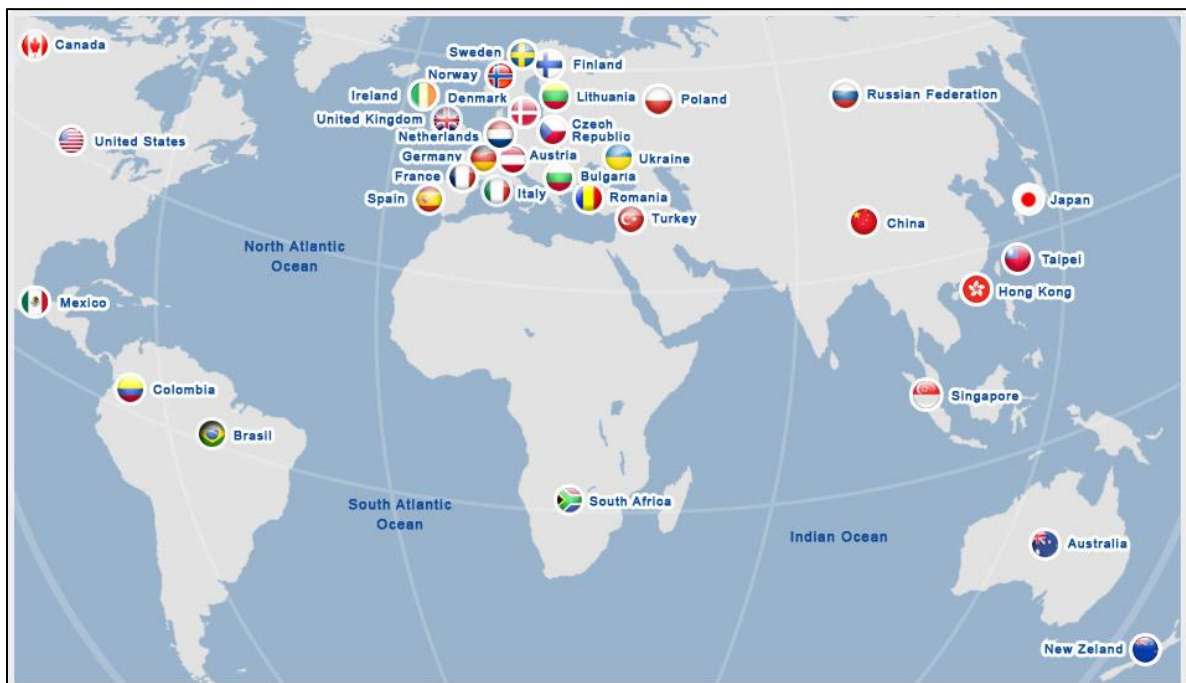 Canada
Sweden
Finland
Norway
Ireland
Denmark
Lithuania
Poland
Russian Federation
United Kingdom
Czech
Republic
United States
Netherlands
Germany
Austria
Ukraine
France
Bulgaria
Spain
Italy
Romania
Japan
Turkey
China
North Atlantic
Ocean
Taipei
Hong Kong
Mexico
Colombia
Singapore
Brasil
South Africa
South Atlantic
Ocean
Indian Ocean
Australia
New Zeland